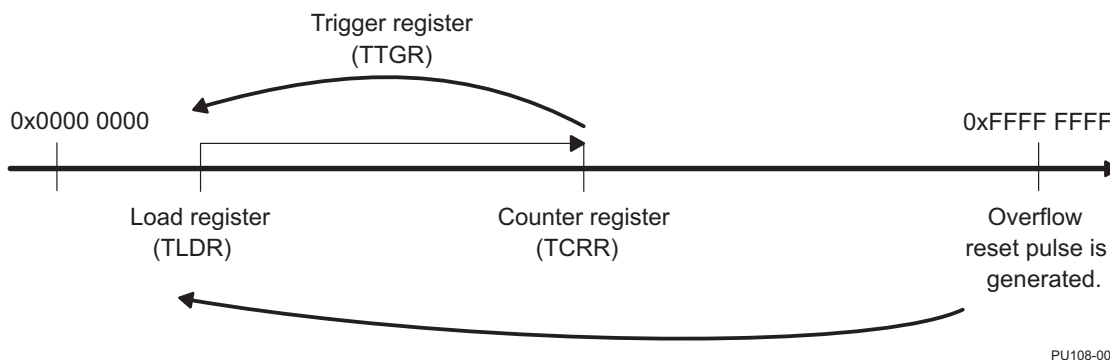 Trigger register
(TTGR)
0x0000 0000
0xFFFF FFFF
Load register
(TLDR)
Counter register
(TCRR)
Overflow
reset pulse is
generated.
PU108-00